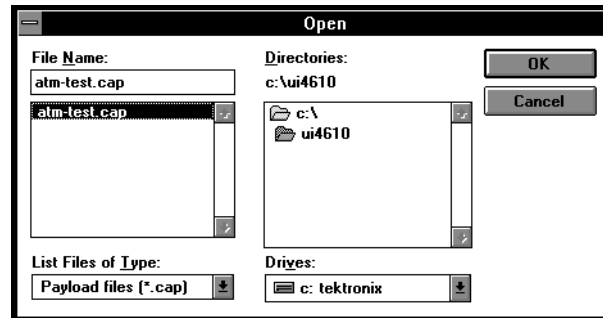 Open
File Name:
atm-test.cap
atm-test.cap
List Files of Type:
Payload files (*.cap)
Directories:
c:\ui4610
c:\
ui4610
Drives:
c: tektronix
OK
Cancel